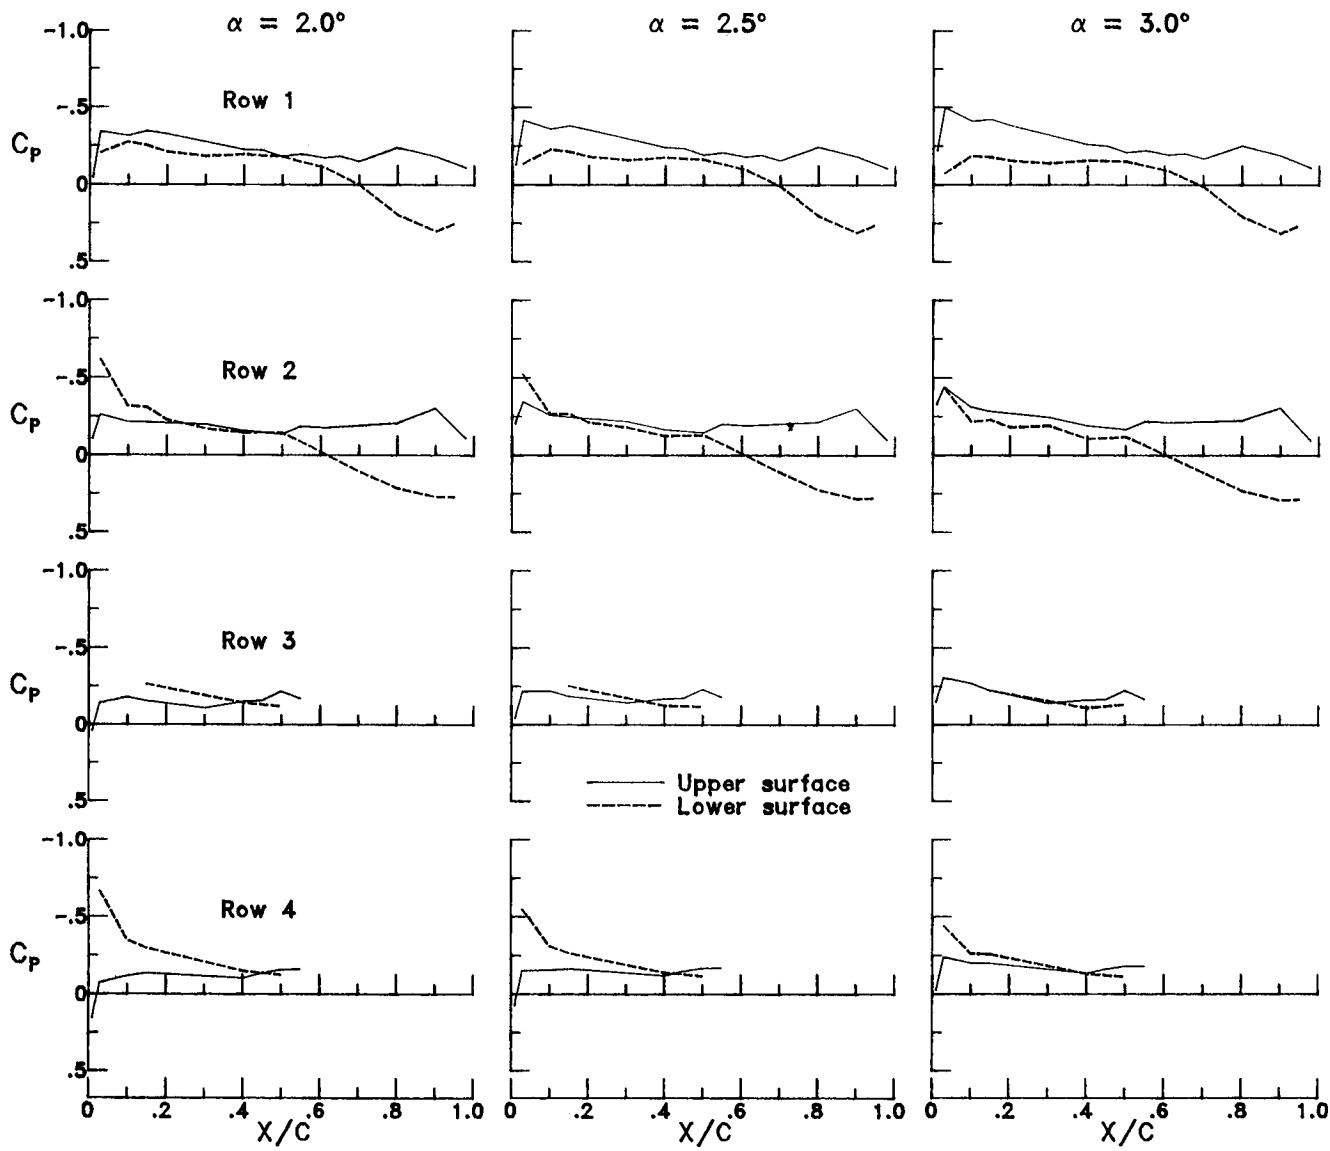 α = 2.0° α = 2.5° α = 3.0°
-1.0
Row 1
-.5
Cp
0
.5
-1.0
Row 2
-.5
Cp
0
.5
-1.0
Row 3
-.5
Cp
0
Upper surface
Lower surface
.5
-1.0
Row 4
-.5
Cp
0
.5
0 .2 .4 .6 .8 1.0 0 .2 .4 .6 .8 1.0 0 .2 .4 .6 .8 1.0
X/C X/C X/C